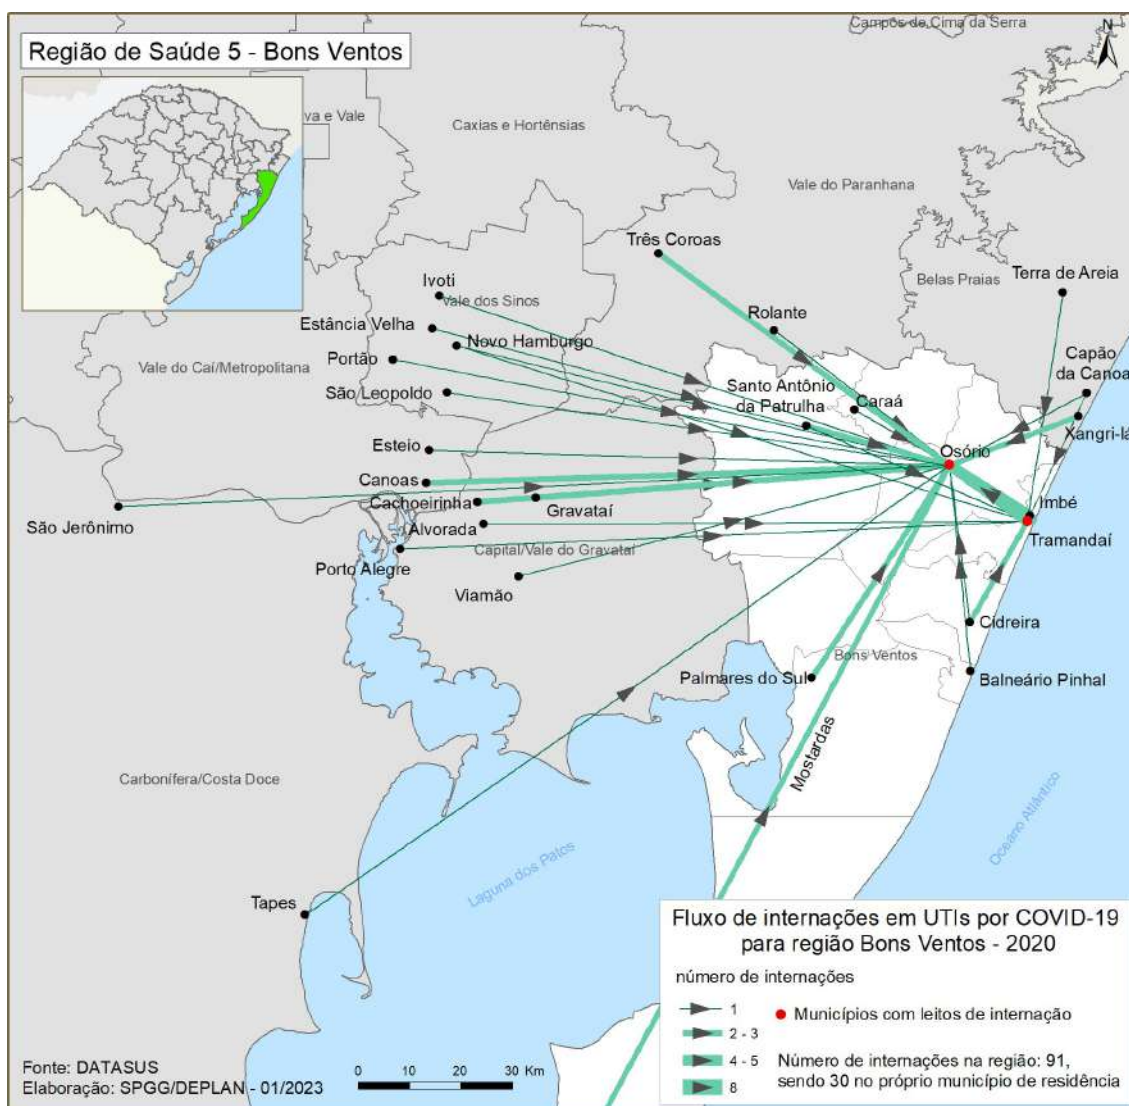 Campos de Cima da Serra
N
Região de Saúde 5 - Bons Ventos
va e Vale
Caxias e Hortênsias
Vale do Paranhana
Três Coroas
Belas Praias
Terra de Areia
Ivoti
Vale dos Sinos
Rolante
Estância Velha
Novo Hamburgo
Portão
Vale do Caí/Metropolitana
Capão
da Canoa
Santo Antônio
da Patrulha
São Leopoldo
Caraá
Xangri-lá
Esteio
Osório
Canoas
Cachoeirinha
Gravataí
Imbé
São Jerônimo
Alvorada
Tramandaí
Capital/Vale do Gravataí
Porto Alegre
Viamão
Cidreira
Bons Ventos
Palmares do Sul
Balneário Pinhal
Mostardas
Carbonífera/Costa Doce
Oceano Atlântico
Laguna dos Patos
Tapes
Fluxo de internações em UTIs por COVID-19
para região Bons Ventos - 2020
número de internações
1
2 - 3
4 - 5
8
Municípios com leitos de internação
Número de internações na região: 91,
sendo 30 no próprio município de residência
Fonte: DATASUS
Elaboração: SPGG/DEPLAN - 01/2023
0 10 20 30 Km